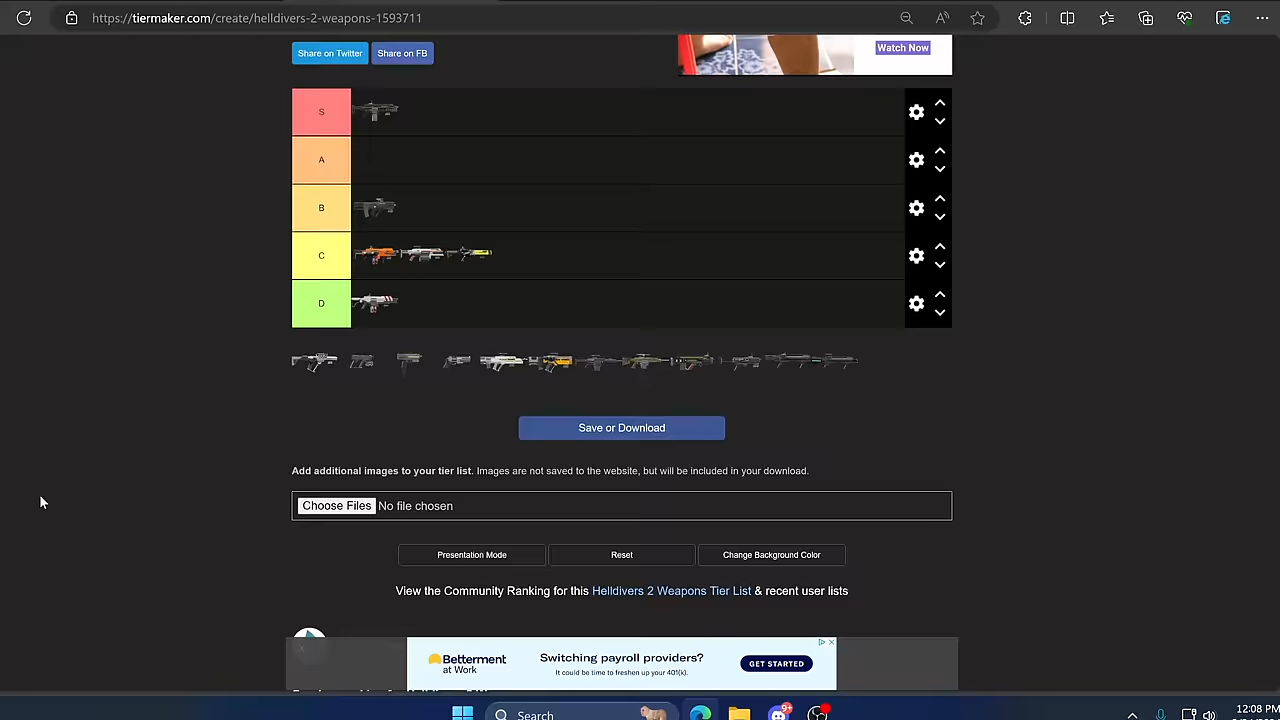 https://tiermaker.com/create/helldivers-2-weapons-1593711
Share on Twitter
Share on FB
Watch Now
S
A
B
C
D
Save or Download
Add additional images to your tier list. Images are not saved to the website, but will be included in your download.
Choose Files No file chosen
Presentation Mode
Reset
Change Background Color
View the Community Ranking for this Helldivers 2 Weapons Tier List & recent user lists
Betterment
at Work
Switching payroll providers?
It could be time to freshen up your 401(k).
GET STARTED
Search
9+
12:08 PM